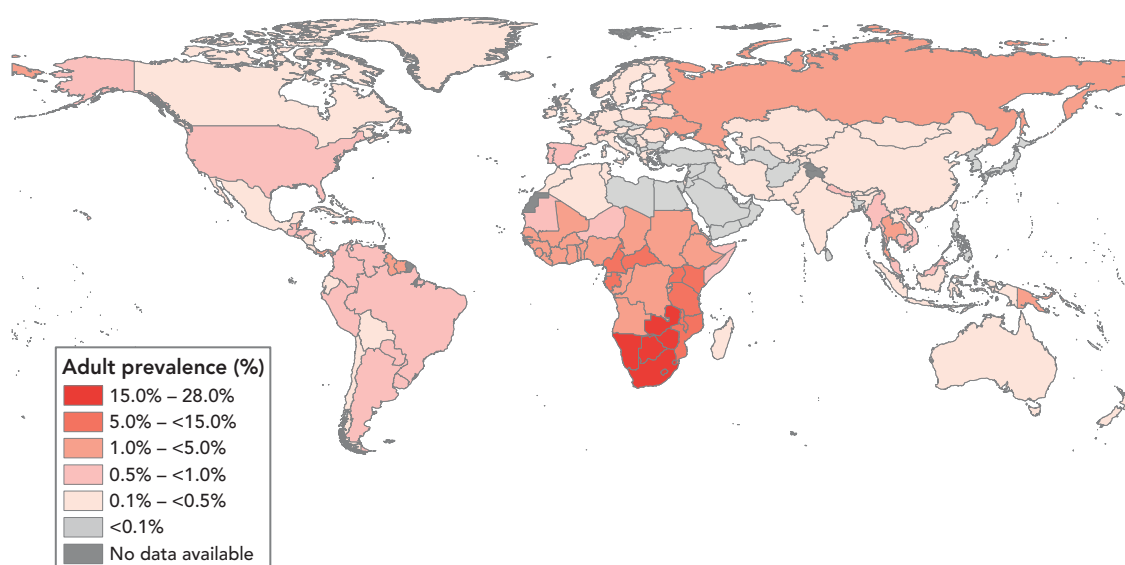 Adult prevalence (%)
15.0% – 28.0%
5.0% – <15.0%
1.0% – <5.0%
0.5% – <1.0%
0.1% – <0.5%
<0.1%
No data available